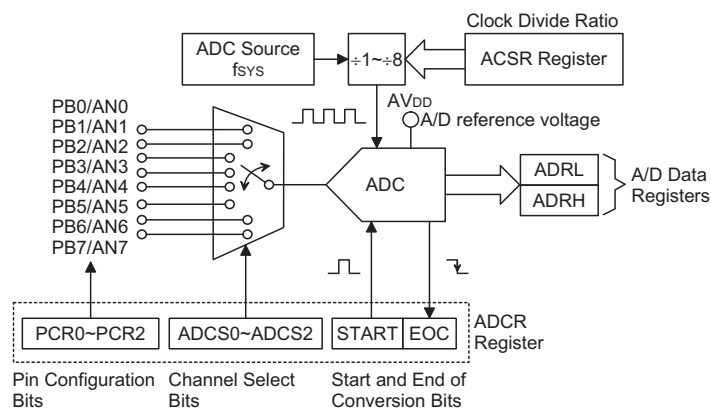 Clock Divide Ratio
ADC Source
fSYS
÷1~÷8
ACSR Register
PB0/AN0
PB1/AN1
PB2/AN2
PB3/AN3
PB4/AN4
PB5/AN5
PB6/AN6
PB7/AN7
AVDD
A/D reference voltage
ADC
ADRL
ADRH
A/D Data
Registers
PCR0~PCR2
ADCS0~ADCS2
START
EOC
ADCR
Register
Pin Configuration
Bits
Channel Select
Bits
Start and End of
Conversion Bits